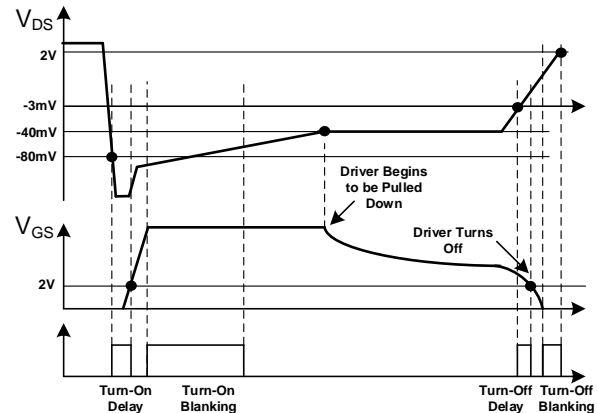 VDS
2V
-3mV
-40mV
-80mV
Driver Begins
to be Pulled
Down
VGS
Driver Turns
Off
2V
Turn-On
Delay
Turn-On
Blanking
Turn-Off
Delay
Turn-Off
Blanking